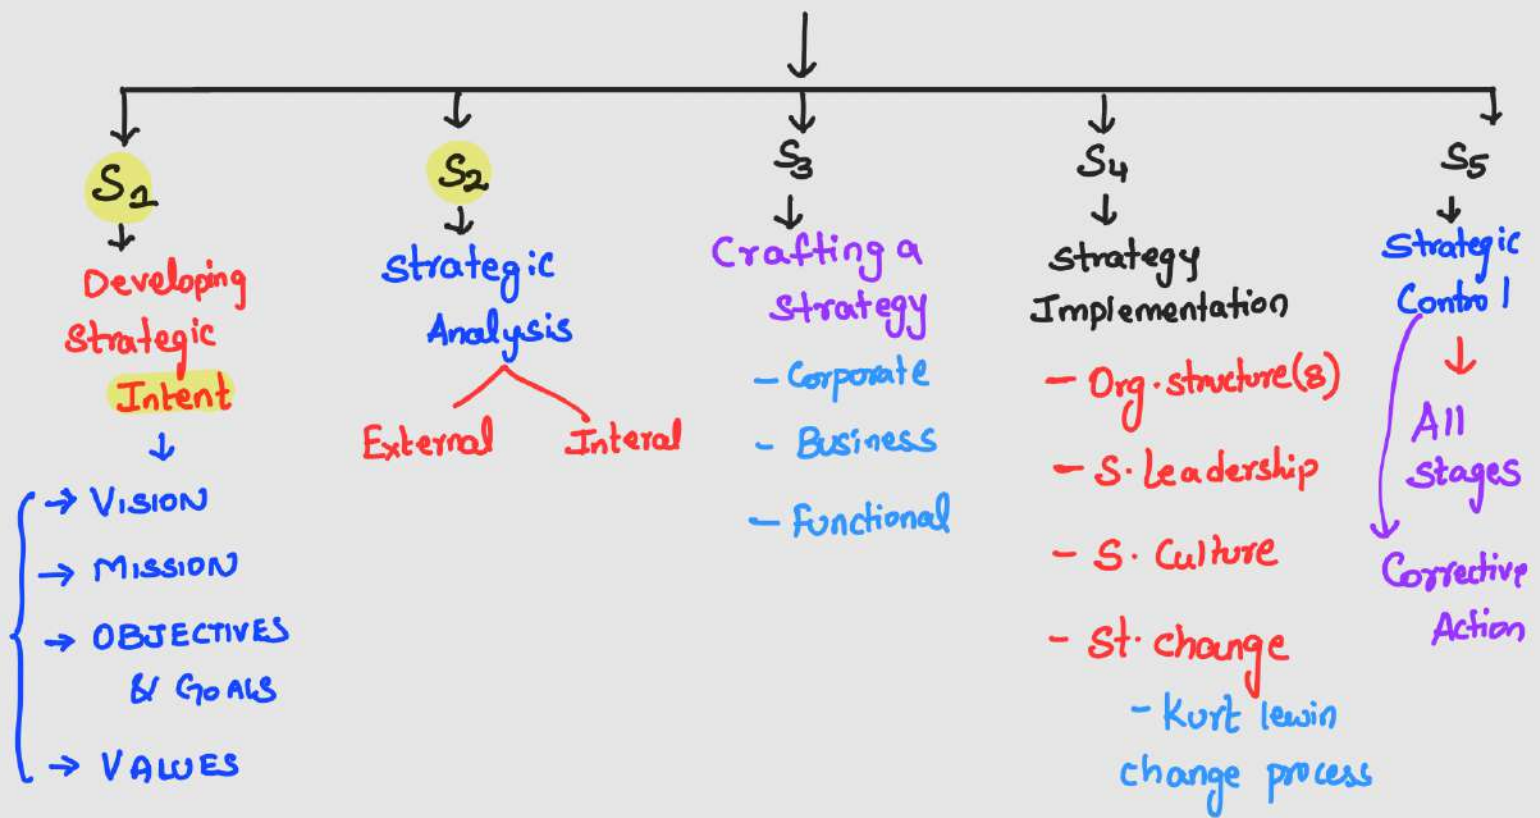 S1
Developing
Strategic
Intent
→ VISION
→ MISSION
→ OBJECTIVES
& GOALS
→ VALUES
S2
Strategic
Analysis
External
Interal
S3
Crafting a
Strategy
- Corporate
- Business
- Functional
S4
Strategy
Implementation
- Org. structure(8)
- S. Leadership
- S. Culture
- St. change
- Kurt lewin
change process
S5
Strategic
Control
All
Stages
Corrective
Action